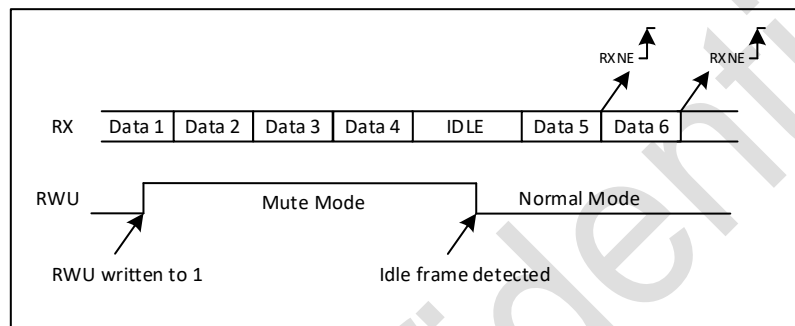 RXNE RXNE
RX Data 1 Data 2 Data 3 Data 4 IDLE Data 5 Data 6
RWU Mute Mode Normal Mode
RWU written to 1 Idle frame detected